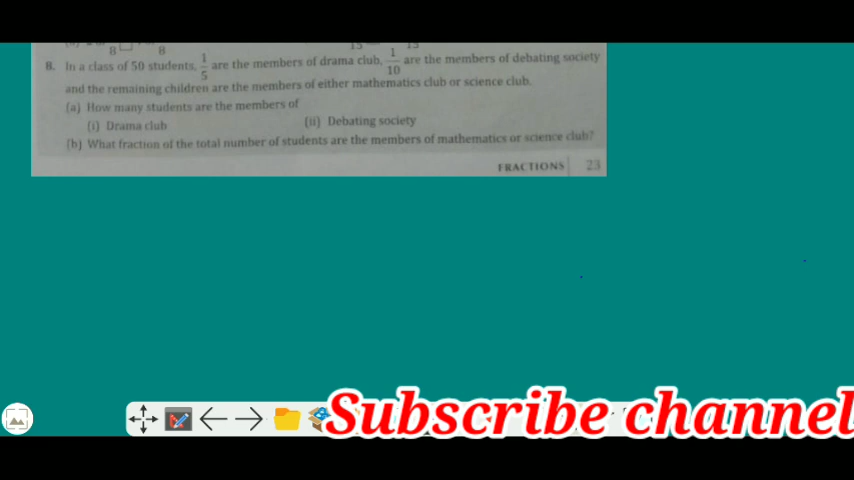 8. In a class of 50 students, 1/5 are the members of drama club, 1/10 are the members of debating society
and the remaining children are the members of either mathematics club or science club.
(a) How many students are the members of
(i) Drama club (ii) Debating society
(b) What fraction of the total number of students are the members of mathematics or science club?
FRACTIONS 23
Subscribe channel